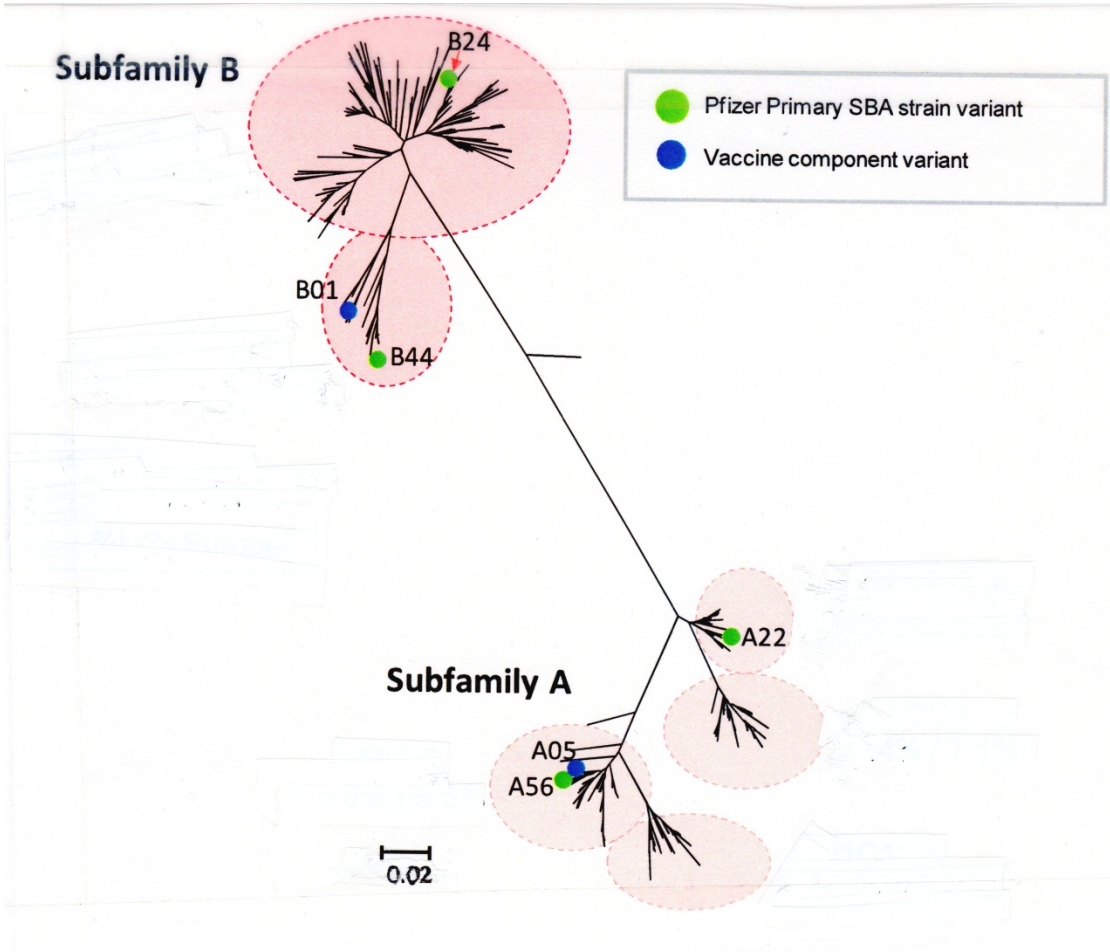 Subfamily B
B24
Pfizer Primary SBA strain variant
Vaccine component variant
B01
B44
A22
Subfamily A
A05
A56
0.02